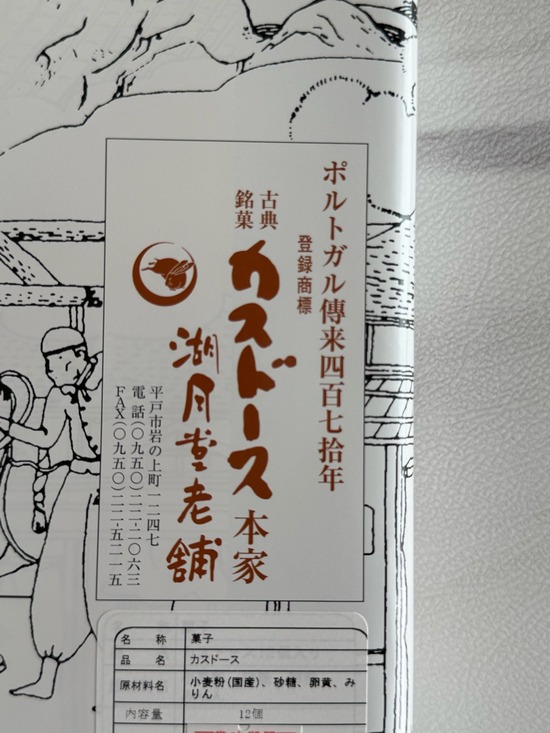 ポルトガル傳来四百七拾年
登録商標
古典
銘菓
カスドース本家
湖月堂老舗
平戸市岩の上町一二四七
電話(〇九五〇)二二-二〇六三
FAX(〇九五〇)二二-五二一五
名 称 菓子
品 名 カスドース
原材料名 小麦粉(国産)、砂糖、卵黄、み
りん
内容量 12個